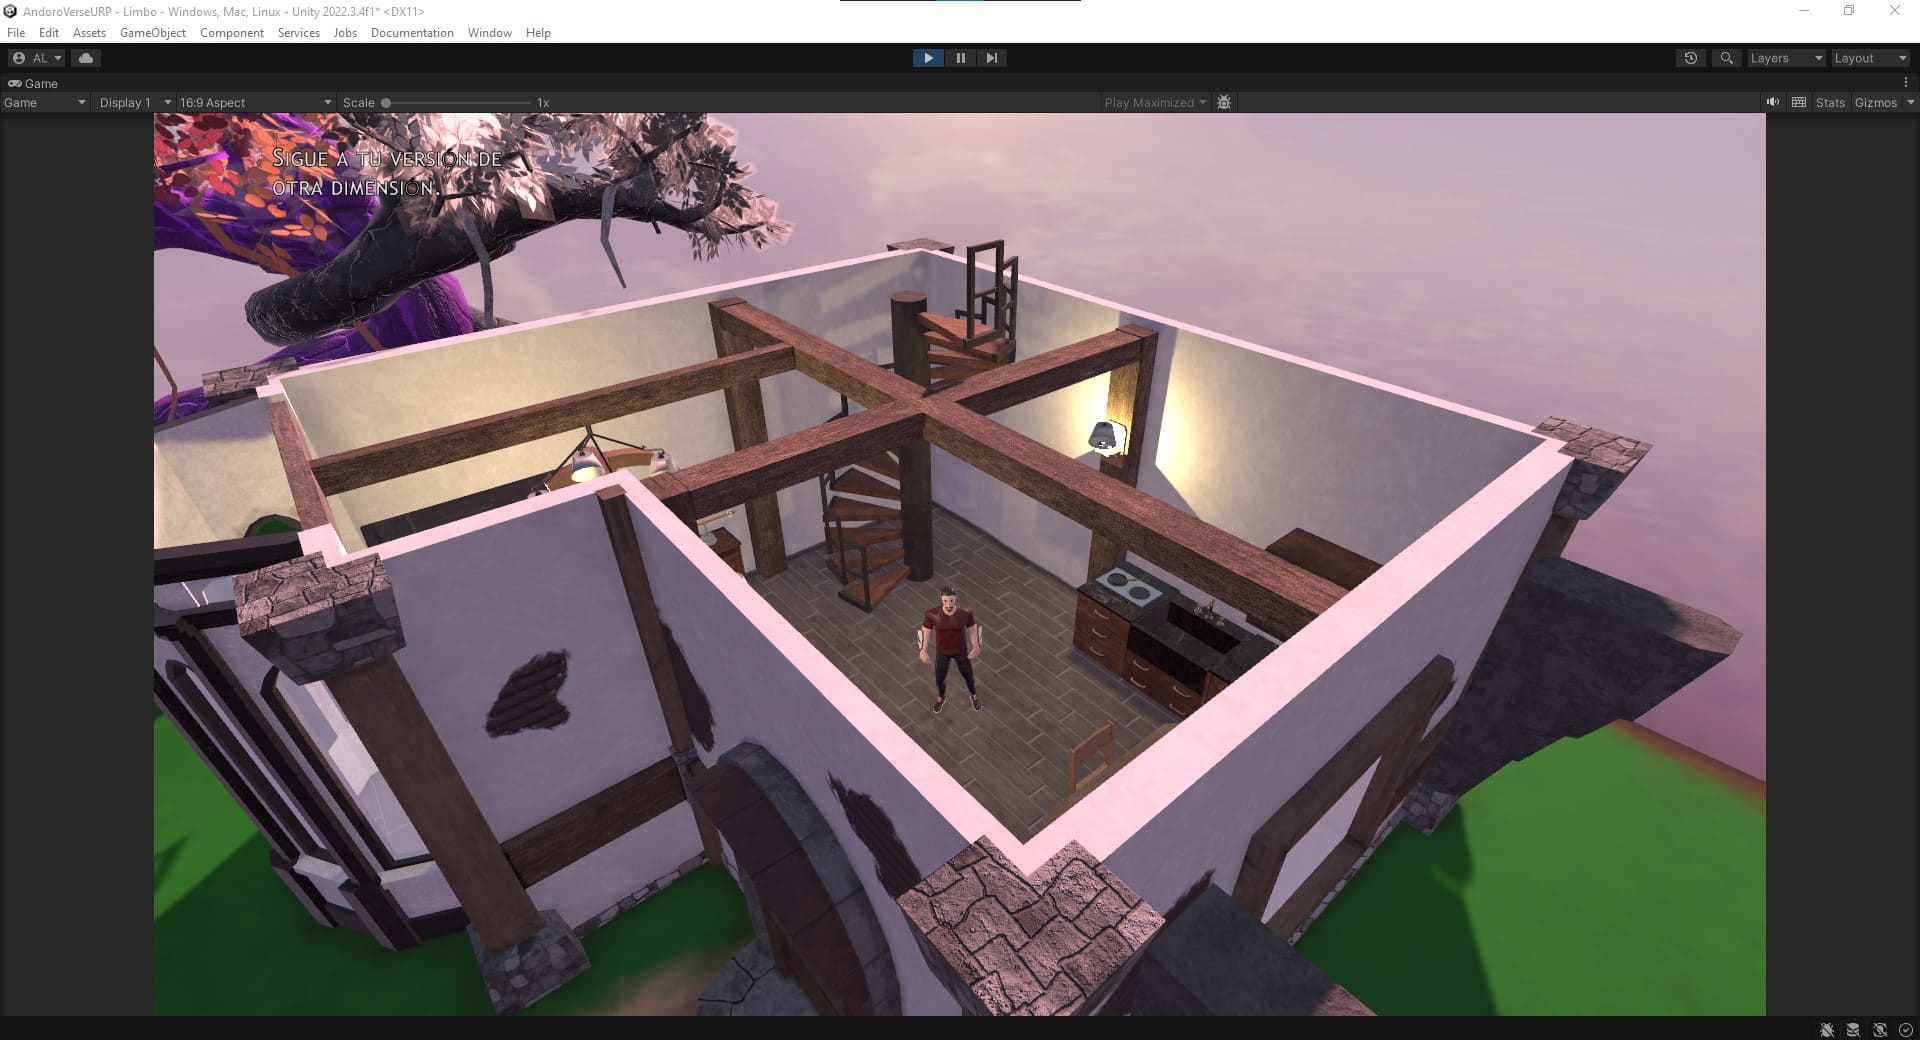 AndoroVerseURP - Limbo - Windows, Mac, Linux - Unity 2022.3.4f1* <DX11>
File Edit Assets GameObject Component Services Jobs Documentation Window Help
AL Layers Layout
Game
Game Display 1 16:9 Aspect Scale 1x Play Maximized Stats Gizmos
SIGUE A TU VERSIÓN DE
OTRA DIMENSIÓN.